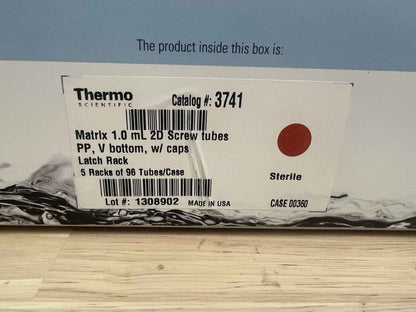 The product inside this box is:
Thermo
SCIENTIFIC
Catalog #: 3741
Matrix 1.0 mL 2D Screw tubes
PP, V bottom, w/ caps
Latch Rack
5 Racks of 96 Tubes/Case
Sterile
Lot #: 1308902
MADE IN USA
CASE 00360